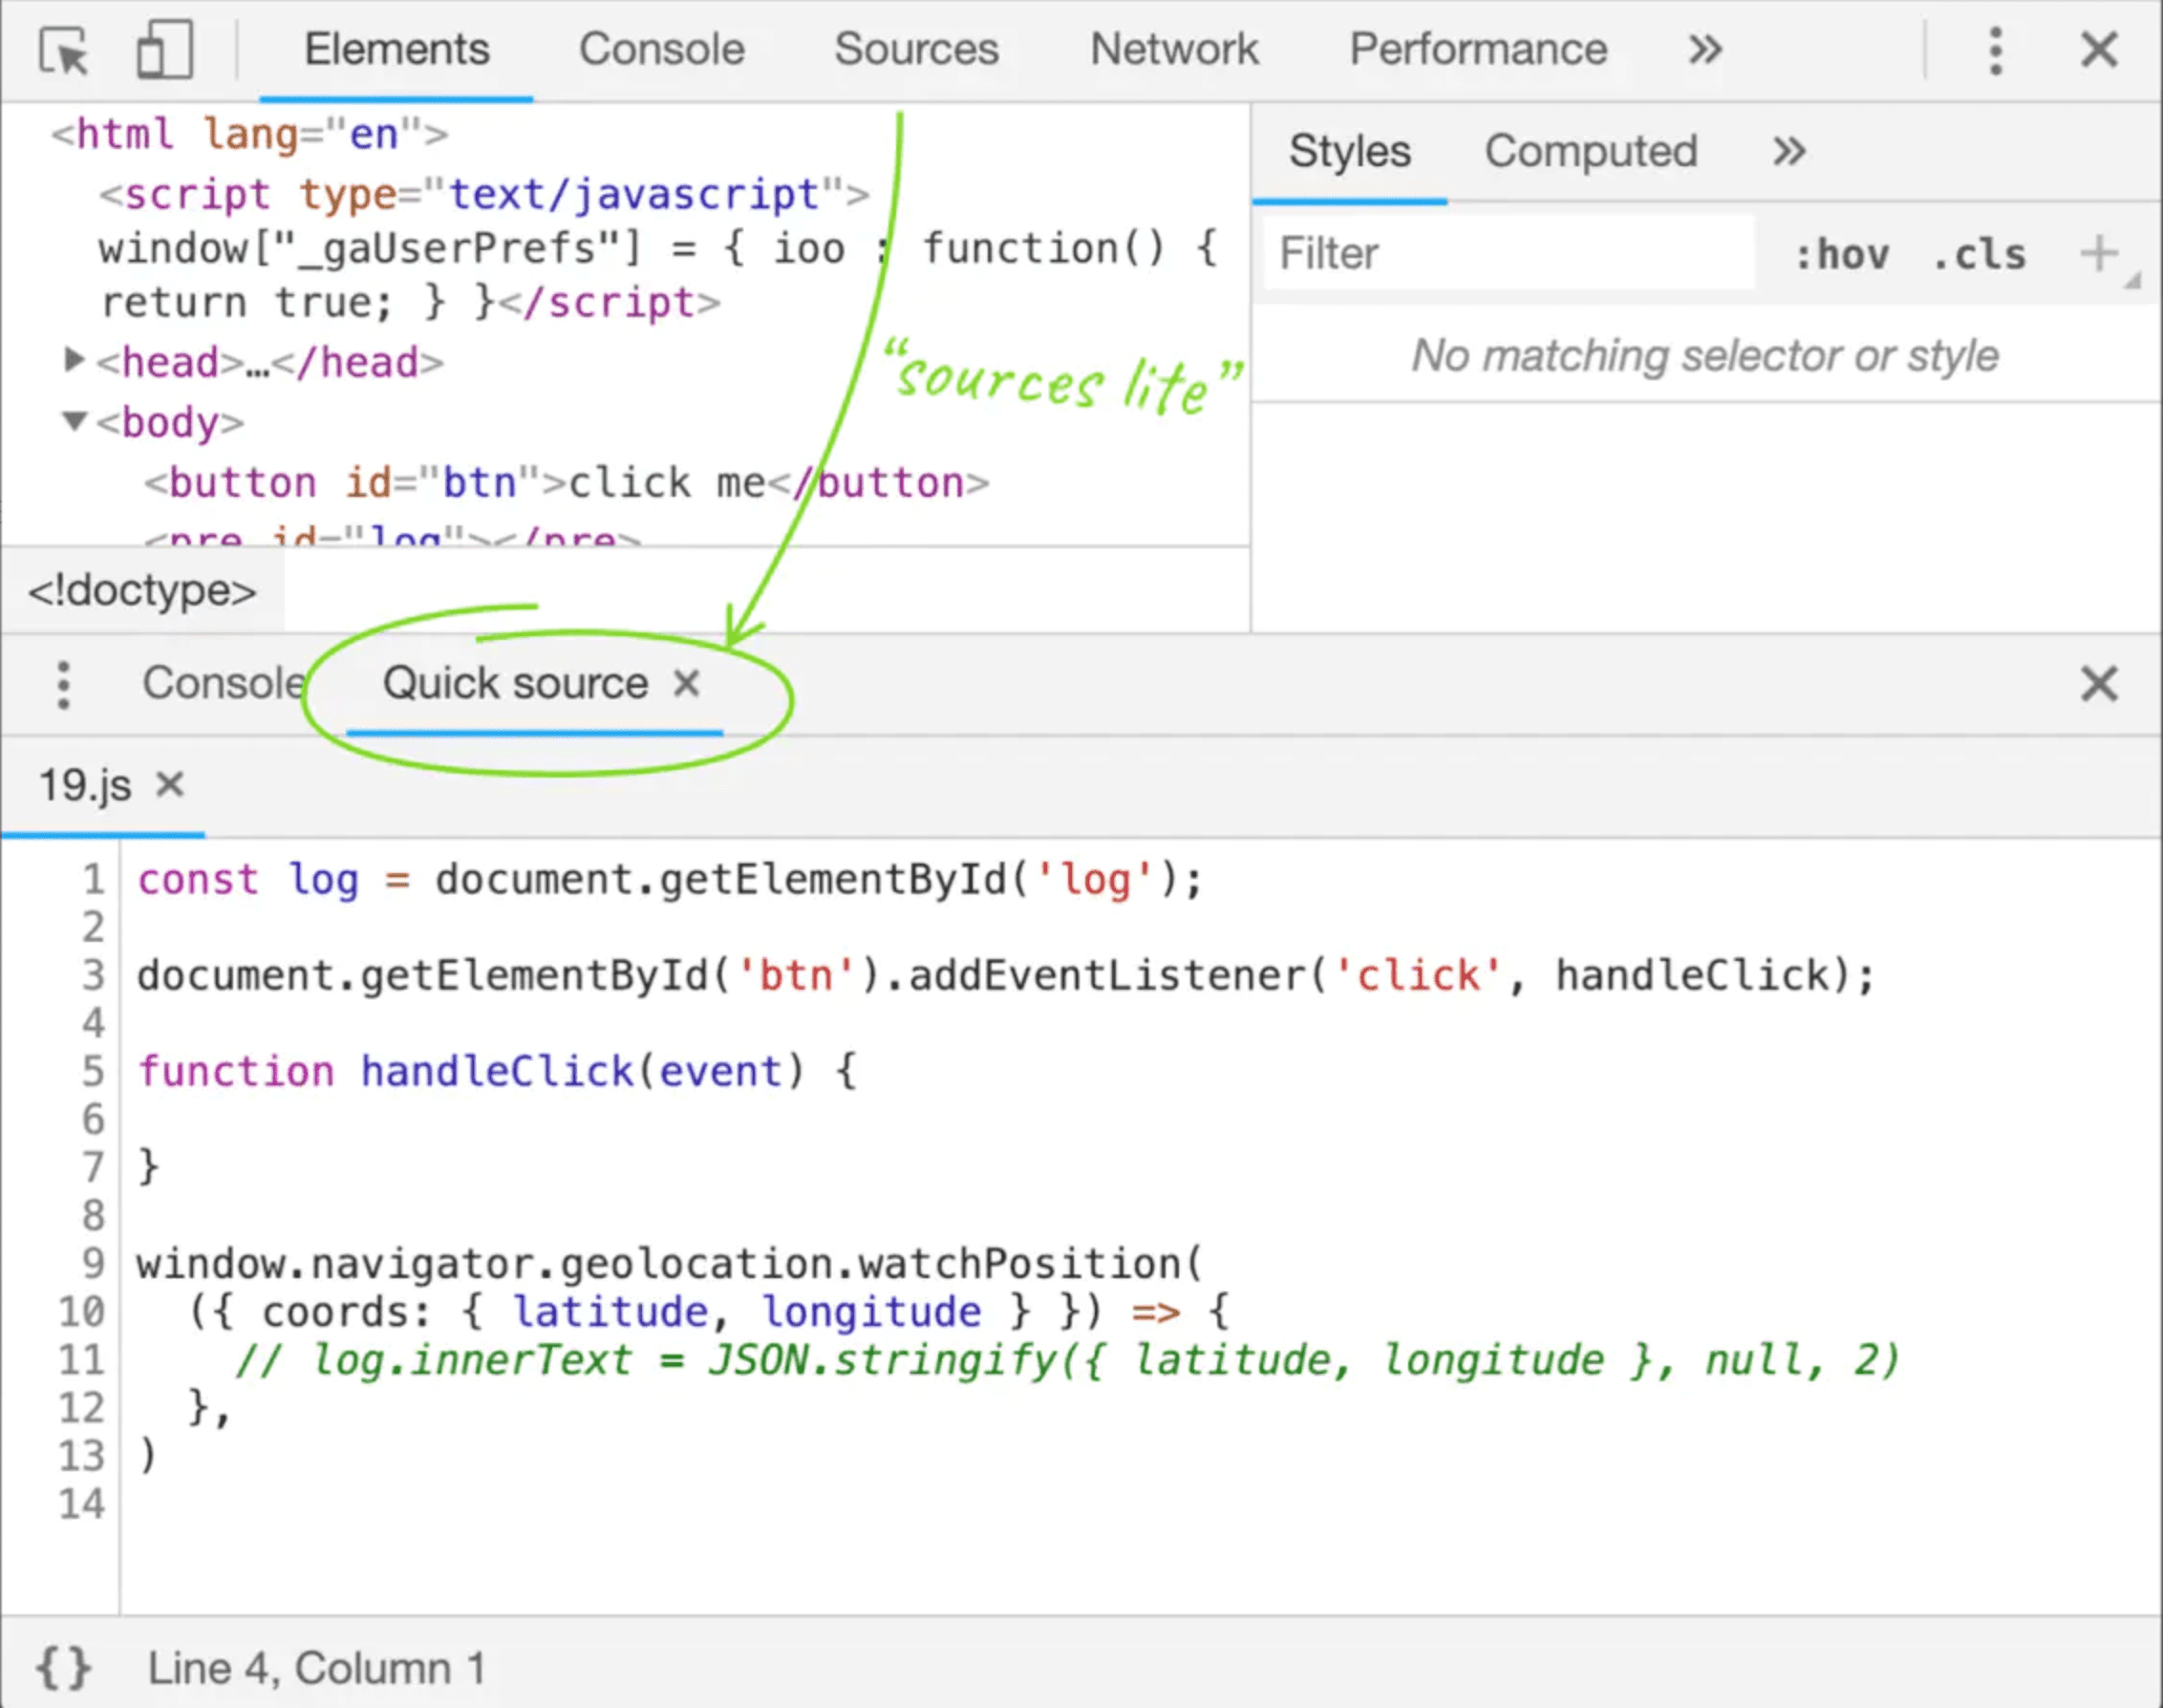 Elements Console Sources Network Performance »
<html lang="en">
<script type="text/javascript">
window["_gaUserPrefs"] = { ioo : function() {
return true; } }</script>
<head>…</head>
<body>
<button id="btn">click me</button>
<pre id="log"></pre>
<!doctype>
“sources lite”
Styles Computed »
Filter :hov .cls +
No matching selector or style
Console Quick source ×
19.js ×
1 const log = document.getElementById('log');
2
3 document.getElementById('btn').addEventListener('click', handleClick);
4
5 function handleClick(event) {
6
7 }
8
9 window.navigator.geolocation.watchPosition(
10 ({ coords: { latitude, longitude } }) => {
11 // log.innerText = JSON.stringify({ latitude, longitude }, null, 2)
12 },
13 )
14
{} Line 4, Column 1